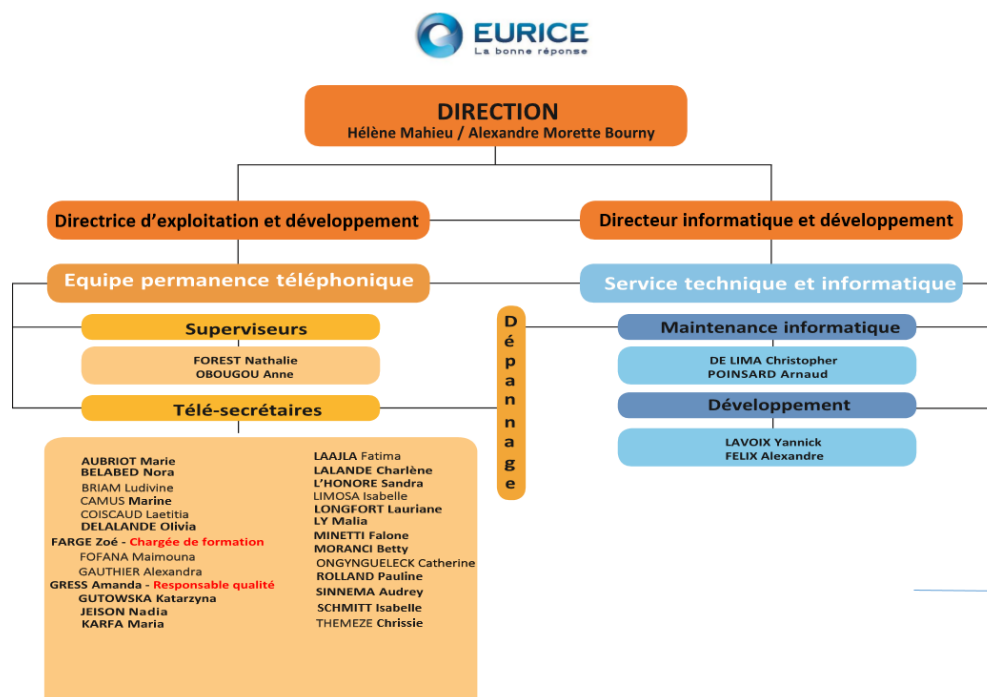 EURICE
La bonne réponse
DIRECTION
Hélène Mahieu / Alexandre Morette Bourny
Directrice d'exploitation et développement
Directeur informatique et développement
Equipe permanence téléphonique
Service technique et informatique
Superviseurs
FOREST Nathalie
OBOUGOU Anne
Télé-secrétaires
AUBRIOT Marie
BELABED Nora
BRIAM Ludivine
CAMUS Marine
COISCAUD Laetitia
DELALANDE Olivia
FARGE Zoé - Chargée de formation
FOFANA Maimouna
GAUTHIER Alexandra
GRESS Amanda - Responsable qualité
GUTOWSKA Katarzyna
JEISON Nadia
KARFA Maria
LAAJLA Fatima
LALANDE Charlène
L'HONORE Sandra
LIMOSA Isabelle
LONGFORT Lauriane
LY Malia
MINETTI Falone
MORANCI Betty
ONGYNGUELECK Catherine
ROLLAND Pauline
SINNEMA Audrey
SCHMITT Isabelle
THEMEZE Chrissie
Dépannage
Maintenance informatique
DE LIMA Christopher
POINSARD Arnaud
Développement
LAVOIX Yannick
FELIX Alexandre